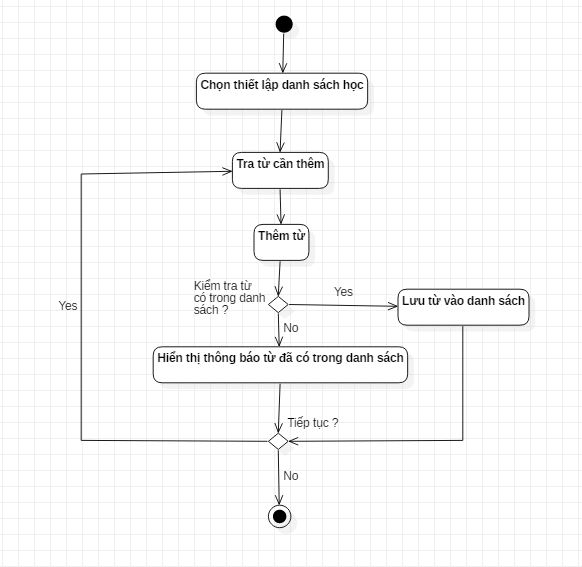 Chọn thiết lập danh sách học
Tra từ cần thêm
Thêm từ
Kiểm tra từ
có trong danh
sách ?
Yes
Lưu từ vào danh sách
Yes
No
Hiển thị thông báo từ đã có trong danh sách
Tiếp tục ?
No